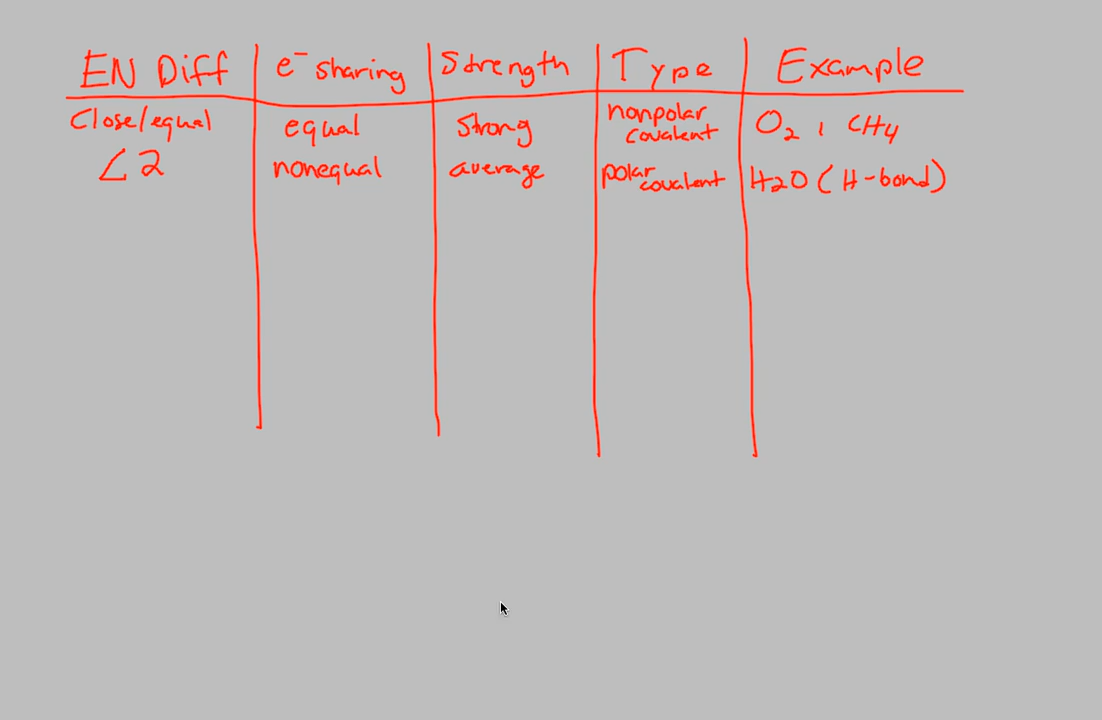 EN Diff e⁻ sharing Strength Type Example
Close/equal equal Strong nonpolar covalent O₂, CH₄
<2 nonequal average polar covalent H₂O (H-bond)